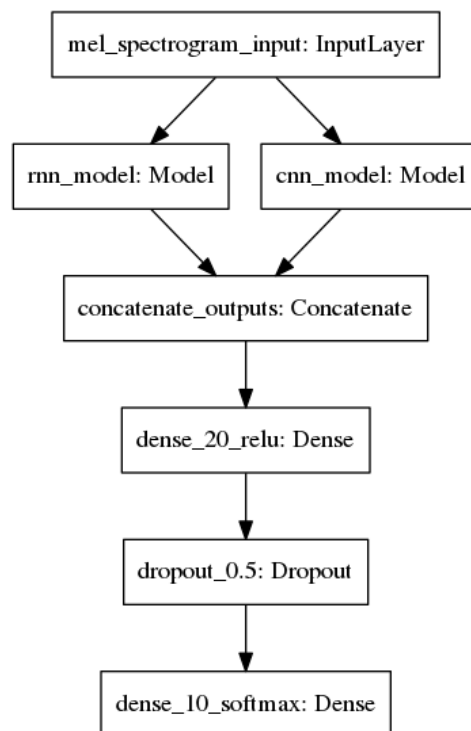 mel_spectrogram_input: InputLayer
rnn_model: Model
cnn_model: Model
concatenate_outputs: Concatenate
dense_20_relu: Dense
dropout_0.5: Dropout
dense_10_softmax: Dense